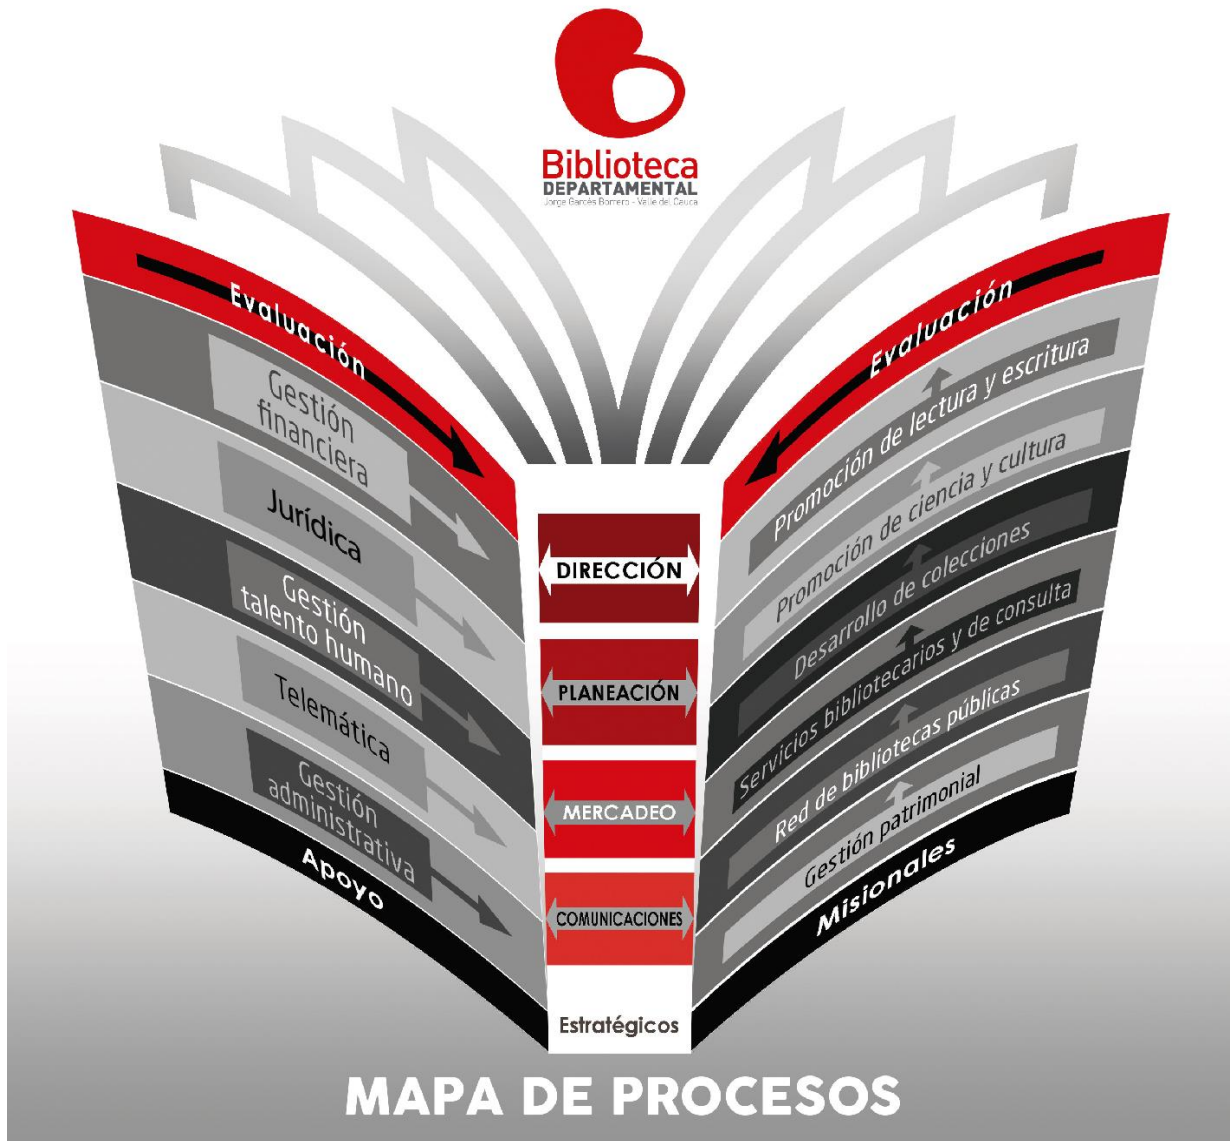 Biblioteca
DEPARTAMENTAL
Jorge Garcés Borrero - Valle del Cauca
Evaluación
Gestión
financiera
Jurídica
Gestión
talento humano
Telemática
Gestión
administrativa
Apoyo
DIRECCIÓN
PLANEACIÓN
MERCADEO
COMUNICACIONES
Estratégicos
Evaluación
Promoción de lectura y escritura
Promoción de ciencia y cultura
Desarrollo de colecciones
Servicios bibliotecarios y de consulta
Red de bibliotecas públicas
Gestión patrimonial
Misionales
MAPA DE PROCESOS